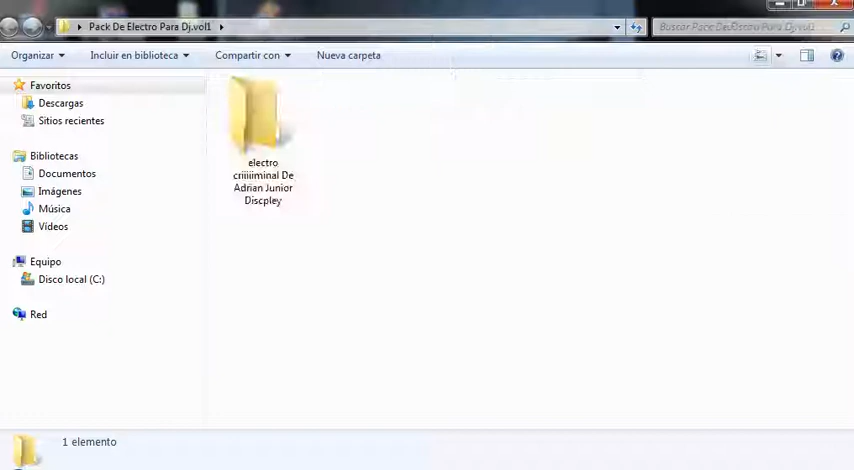 Pack De Electro Para Dj.vol1
Buscar Pack De Electro Para Dj.vol1
Organizar
Incluir en biblioteca
Compartir con
Nueva carpeta
Favoritos
Descargas
Sitios recientes
Bibliotecas
Documentos
Imágenes
Música
Vídeos
Equipo
Disco local (C:)
Red
electro
criiiiiminal De
Adrian Junior
Discpley
1 elemento